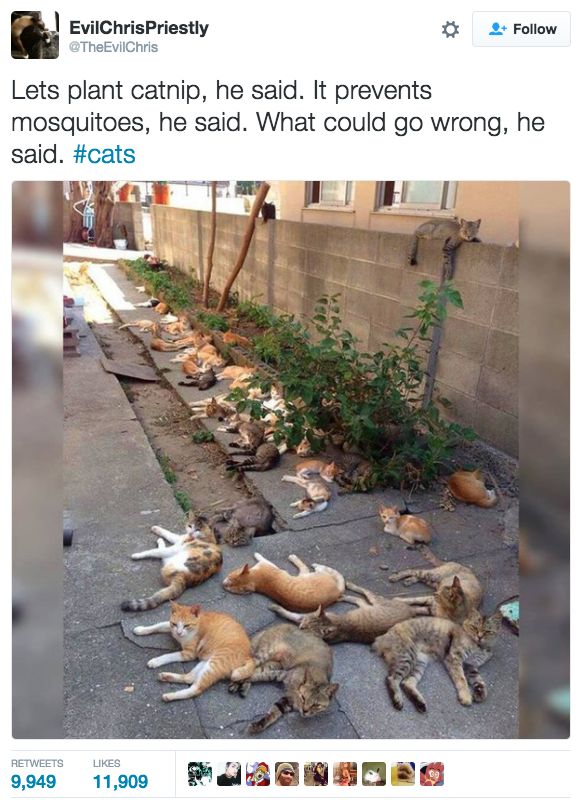 EvilChrisPriestly
@TheEvilChris
Follow
Lets plant catnip, he said. It prevents
mosquitoes, he said. What could go wrong, he
said. #cats
RETWEETS LIKES
9,949 11,909